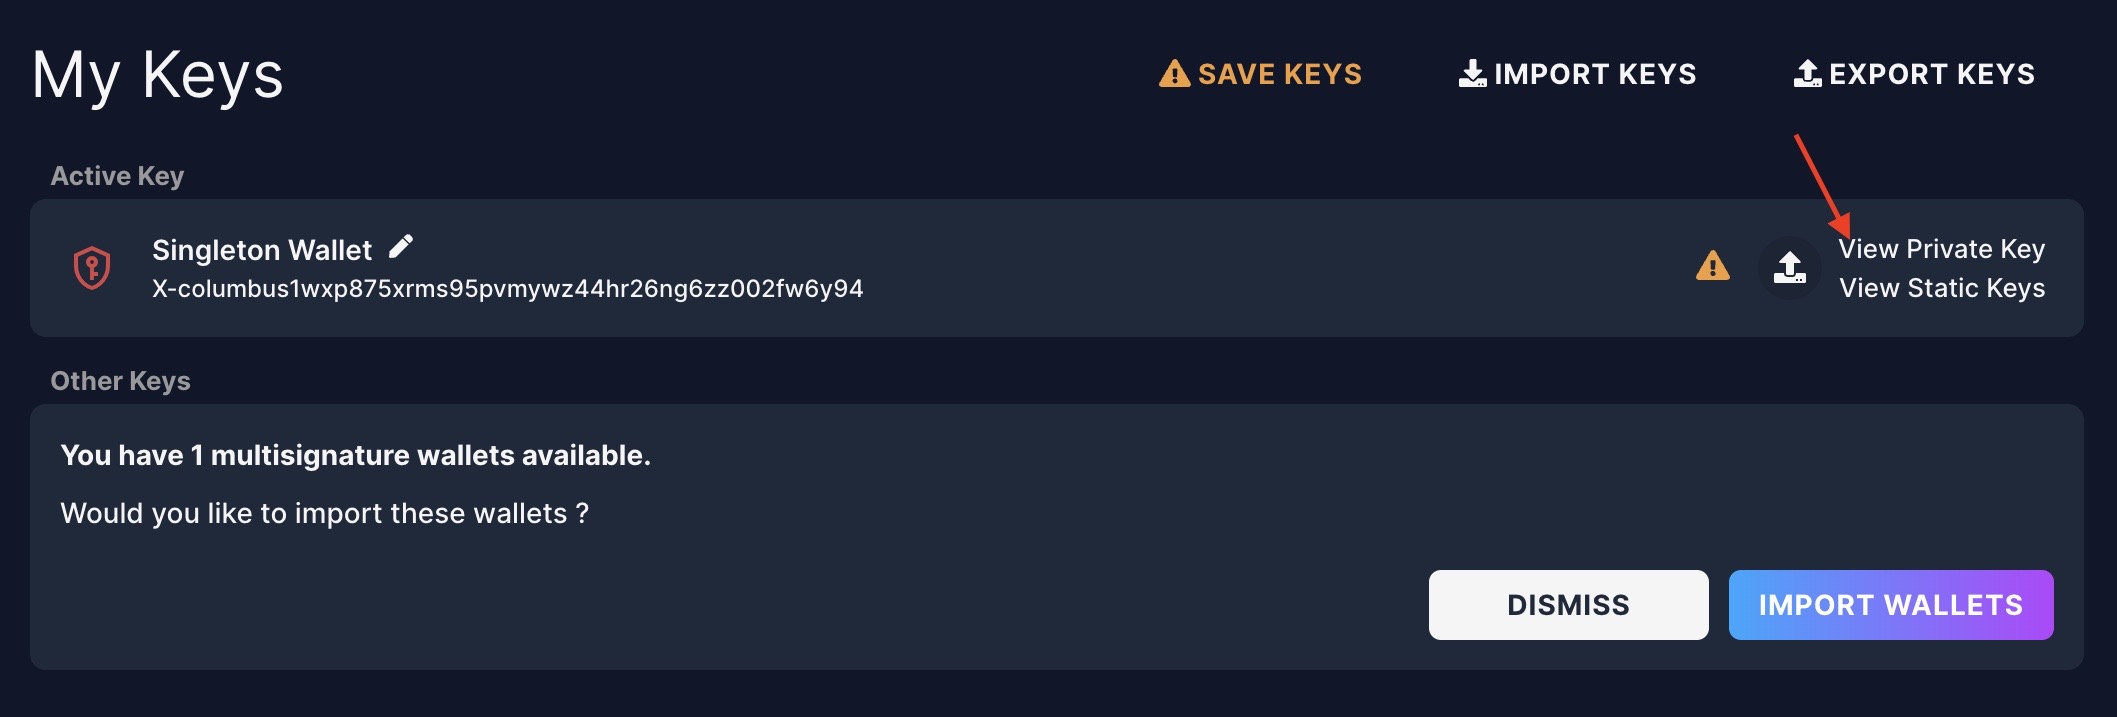 My Keys
SAVE KEYS
IMPORT KEYS
EXPORT KEYS
Active Key
Singleton Wallet
X-columbus1wxp875xrms95pvmywz44hr26ng6zz002fw6y94
View Private Key
View Static Keys
Other Keys
You have 1 multisignature wallets available.
Would you like to import these wallets ?
DISMISS
IMPORT WALLETS